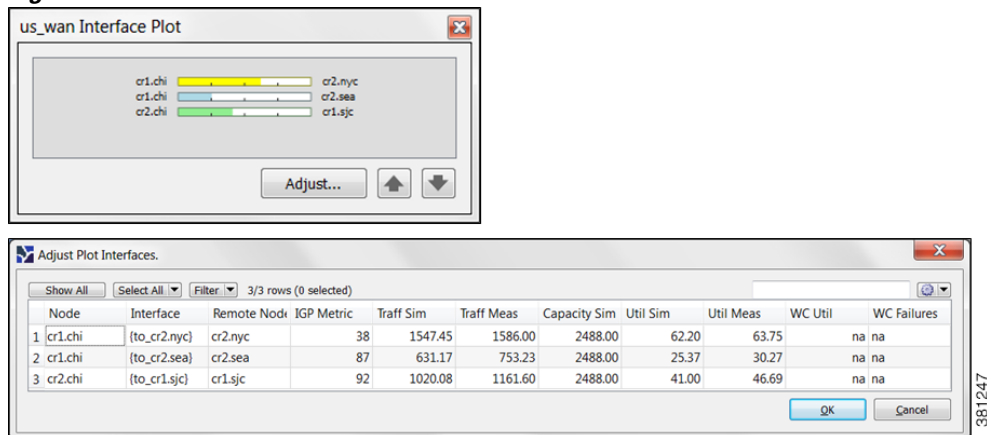 us_wan Interface Plot
cr1.chi cr2.nyc
cr1.chi cr2.sea
cr2.chi cr1.sjc
Adjust...
Adjust Plot Interfaces.
Show All Select All Filter 3/3 rows (0 selected)
Node Interface Remote Node IGP Metric Traff Sim Traff Meas Capacity Sim Util Sim Util Meas WC Util WC Failures
1 cr1.chi {to_cr2.nyc} cr2.nyc 38 1547.45 1586.00 2488.00 62.20 63.75 na na
2 cr1.chi {to_cr2.sea} cr2.sea 87 631.17 753.23 2488.00 25.37 30.27 na na
3 cr2.chi {to_cr1.sjc} cr1.sjc 92 1020.08 1161.60 2488.00 41.00 46.69 na na
OK Cancel
381247